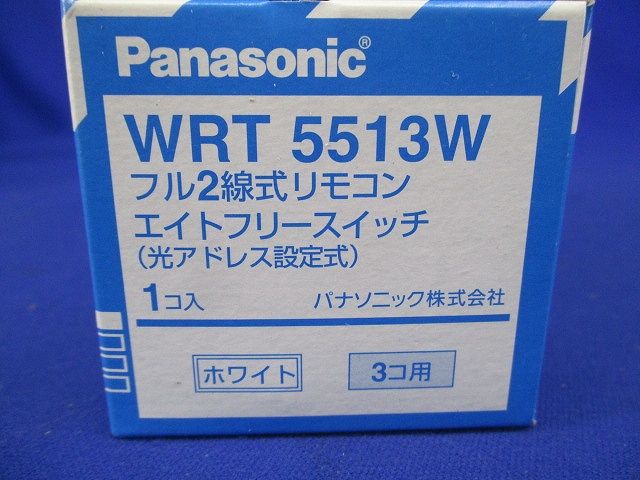 Panasonic®
WRT 5513W
フル2線式リモコン
エイトフリースイッチ
(光アドレス設定式)
1コ入 パナソニック株式会社
ホワイト 3コ用